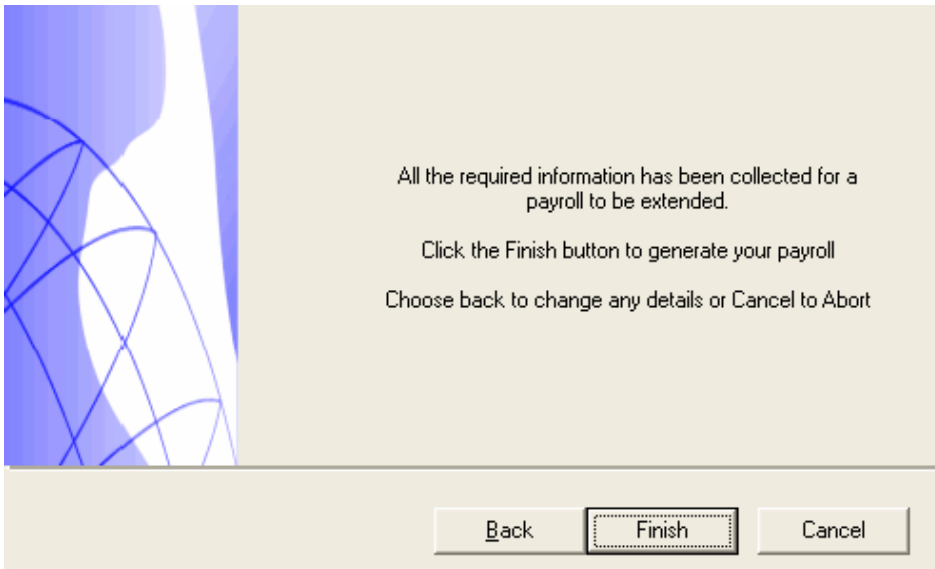 All the required information has been collected for a
payroll to be extended.
Click the Finish button to generate your payroll
Choose back to change any details or Cancel to Abort
Back Finish Cancel